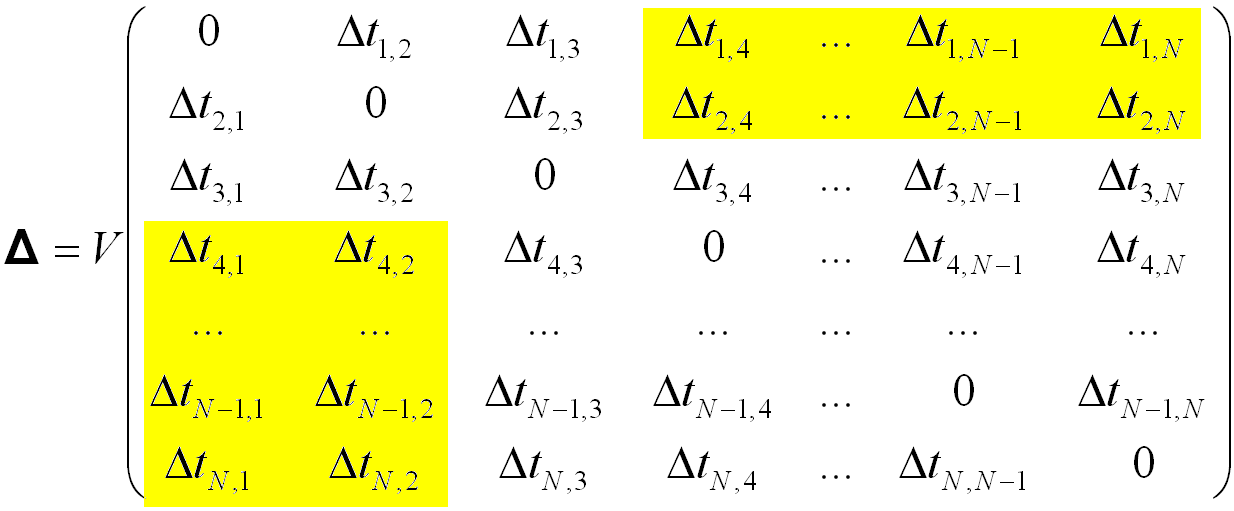 0 Δt1,2 Δt1,3 Δt1,4 ... Δt1,N−1 Δt1,N
Δt2,1 0 Δt2,3 Δt2,4 ... Δt2,N−1 Δt2,N
Δt3,1 Δt3,2 0 Δt3,4 ... Δt3,N−1 Δt3,N
Δ = V Δt4,1 Δt4,2 Δt4,3 0 ... Δt4,N−1 Δt4,N
... ... ... ... ... ... ...
ΔtN−1,1 ΔtN−1,2 ΔtN−1,3 ΔtN−1,4 ... 0 ΔtN−1,N
ΔtN,1 ΔtN,2 ΔtN,3 ΔtN,4 ... ΔtN,N−1 0